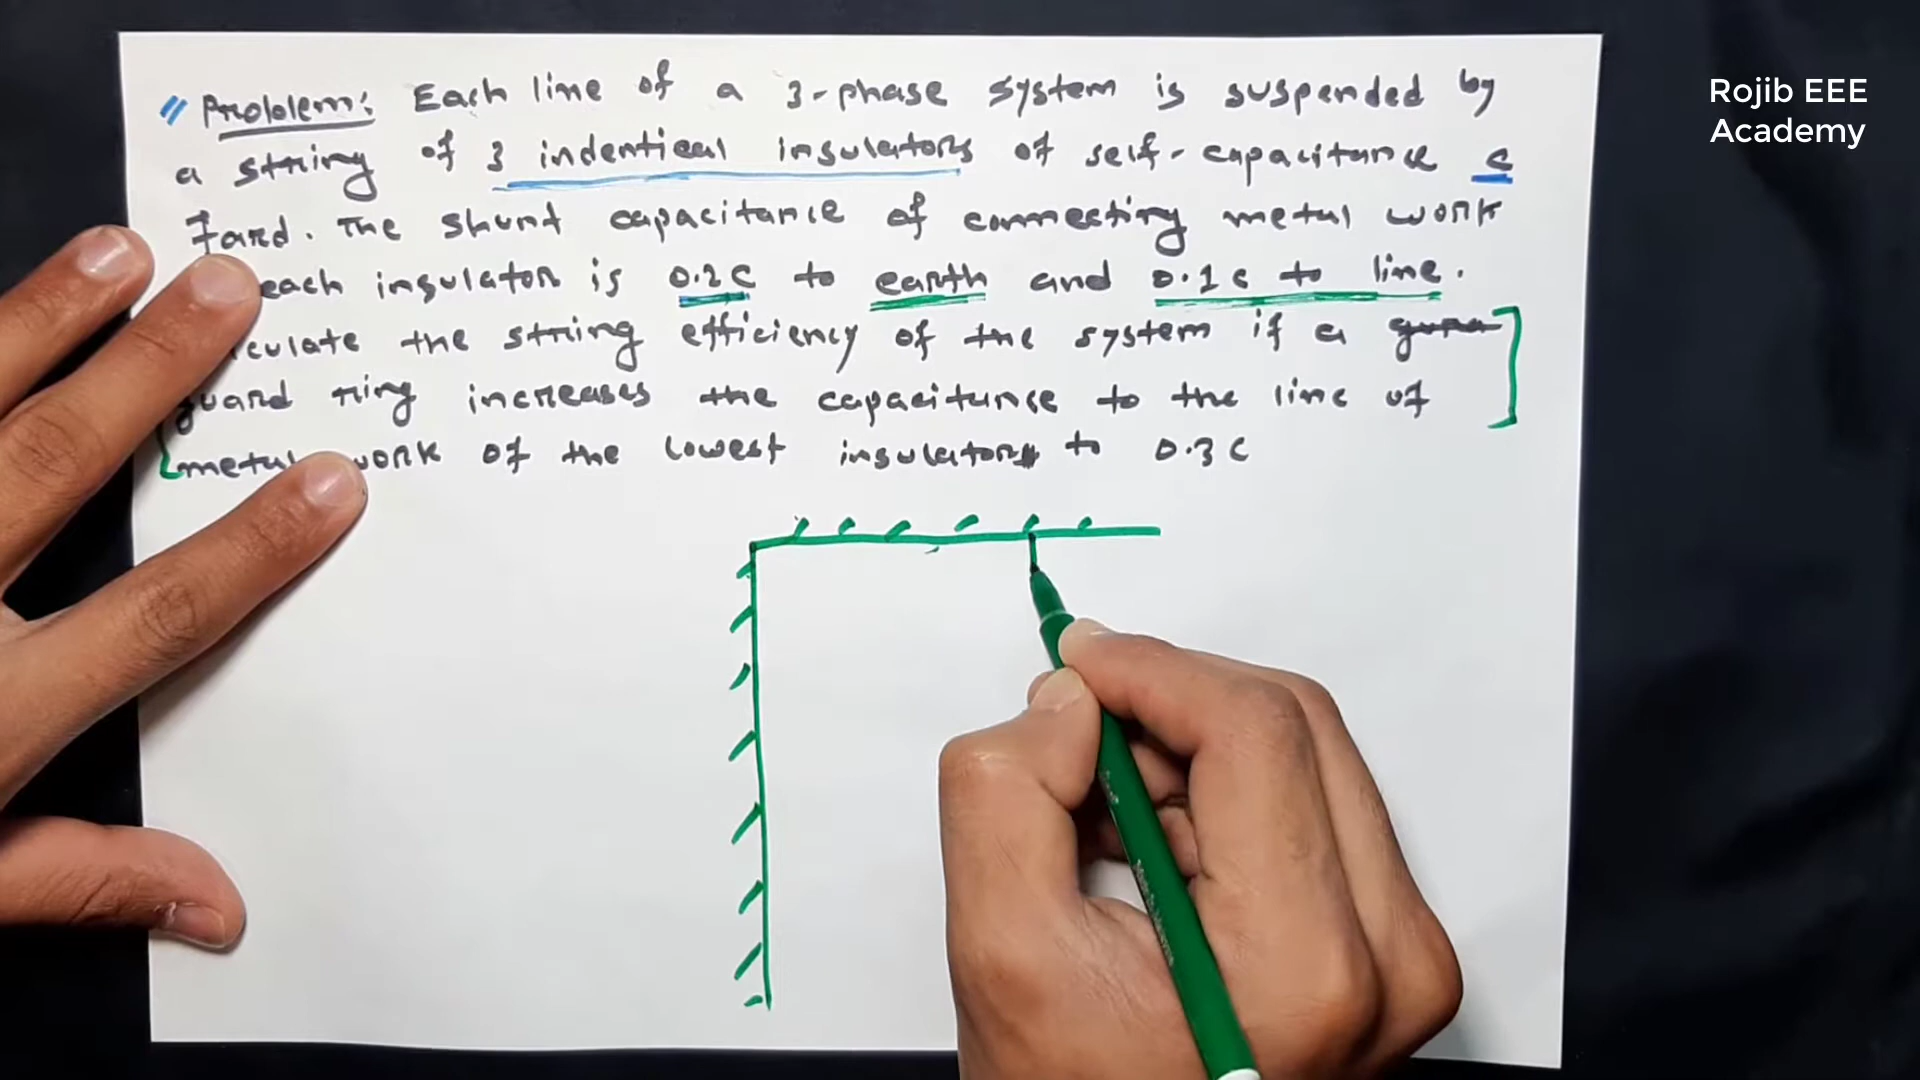 Problem: Each line of a 3-phase system is suspended by
a string of 3 indentical insulators of self-capacitance c
fard. The shunt capacitance of connecting metal work
each insulator is 0.2c to earth and 0.1c to line.
culate the string efficiency of the system if a
guard ring increases the capacitance to the line of
metal work of the lowest insulator to 0.3c
Rojib EEE
Academy